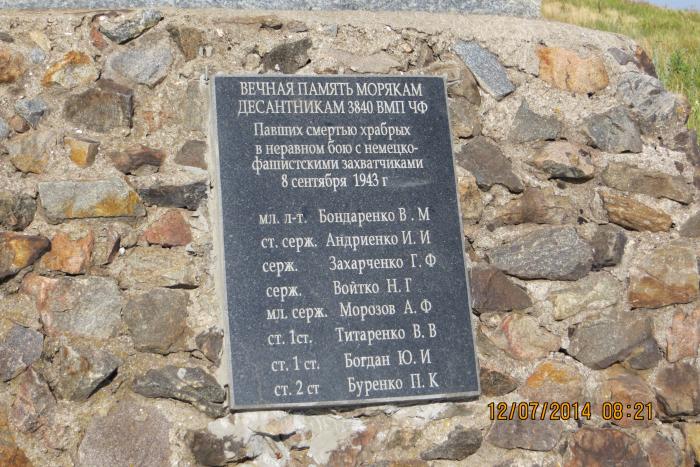 ВЕЧНАЯ ПАМЯТЬ МОРЯКАМ
ДЕСАНТНИКАМ 3840 ВМП ЧФ
Павших смертью храбрых
в неравном бою с немецко-
фашистскими захватчиками
8 сентября 1943 г
мл. л-т. Бондаренко В . М
ст. серж. Андриенко И. И
серж. Захарченко Г. Ф
серж. Войтко Н. Г
мл. серж. Морозов А. Ф
ст. 1ст. Титаренко В. В
ст. 1 ст. Богдан Ю. И
ст. 2 ст Буренко П. К
12/07/2014 08:21